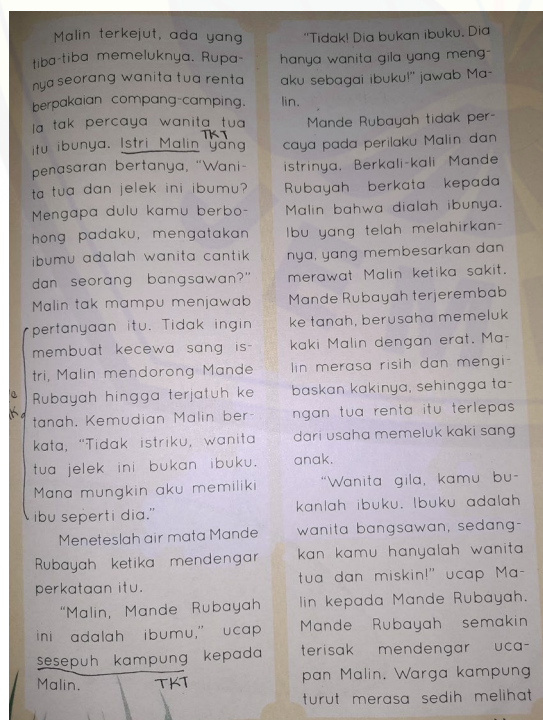 Malin terkejut, ada yang
tiba-tiba memeluknya. Rupa-
nya seorang wanita tua renta
berpakaian compang-camping.
Ia tak percaya wanita tua
TKT
itu ibunya. Istri Malin yang
penasaran bertanya, "Wani-
ta tua dan jelek ini ibumu?
Mengapa dulu kamu berbo-
hong padaku, mengatakan
ibumu adalah wanita cantik
dan seorang bangsawan?"
Malin tak mampu menjawab
pertanyaan itu. Tidak ingin
membuat kecewa sang is-
tri, Malin mendorong Mande
Rubayah hingga terjatuh ke
tanah. Kemudian Malin ber-
kata, "Tidak istriku, wanita
tua jelek ini bukan ibuku.
Mana mungkin aku memiliki
ibu seperti dia."
Meneteslah air mata Mande
Rubayah ketika mendengar
perkataan itu.
"Malin, Mande Rubayah
ini adalah ibumu," ucap
sesepuh kampung kepada
Malin.
TKT
"Tidak! Dia bukan ibuku. Dia
hanya wanita gila yang meng-
aku sebagai ibuku!" jawab Ma-
lin.
Mande Rubayah tidak per-
caya pada perilaku Malin dan
istrinya. Berkali-kali Mande
Rubayah berkata kepada
Malin bahwa dialah ibunya.
Ibu yang telah melahirkan-
nya, yang membesarkan dan
merawat Malin ketika sakit.
Mande Rubayah terjerembab
ke tanah, berusaha memeluk
kaki Malin dengan erat. Ma-
lin merasa risih dan mengi-
baskan kakinya, sehingga ta-
ngan tua renta itu terlepas
dari usaha memeluk kaki sang
anak.
"Wanita gila, kamu bu-
kanlah ibuku. Ibuku adalah
wanita bangsawan, sedang-
kan kamu hanyalah wanita
tua dan miskin!" ucap Ma-
lin kepada Mande Rubayah.
Mande Rubayah semakin
terisak mendengar uca-
pan Malin. Warga kampung
turut merasa sedih melihat